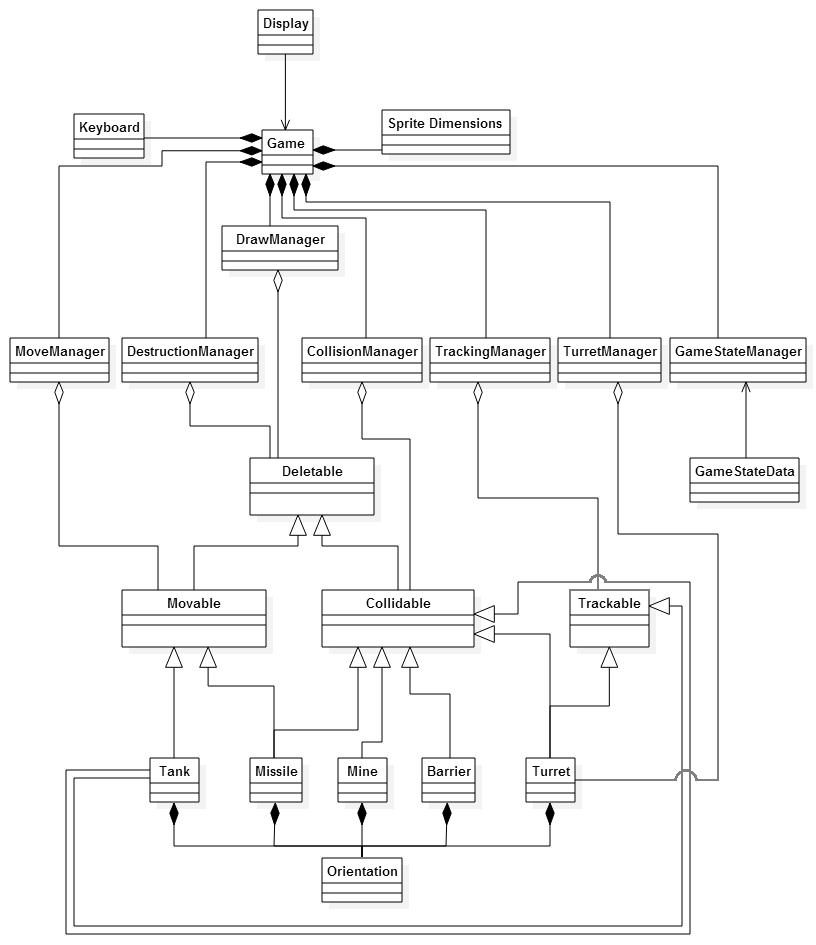 Display
Keyboard
Sprite Dimensions
Game
DrawManager
MoveManager
DestructionManager
CollisionManager
TrackingManager
TurretManager
GameStateManager
Deletable
GameStateData
Movable
Collidable
Trackable
Tank
Missile
Mine
Barrier
Turret
Orientation